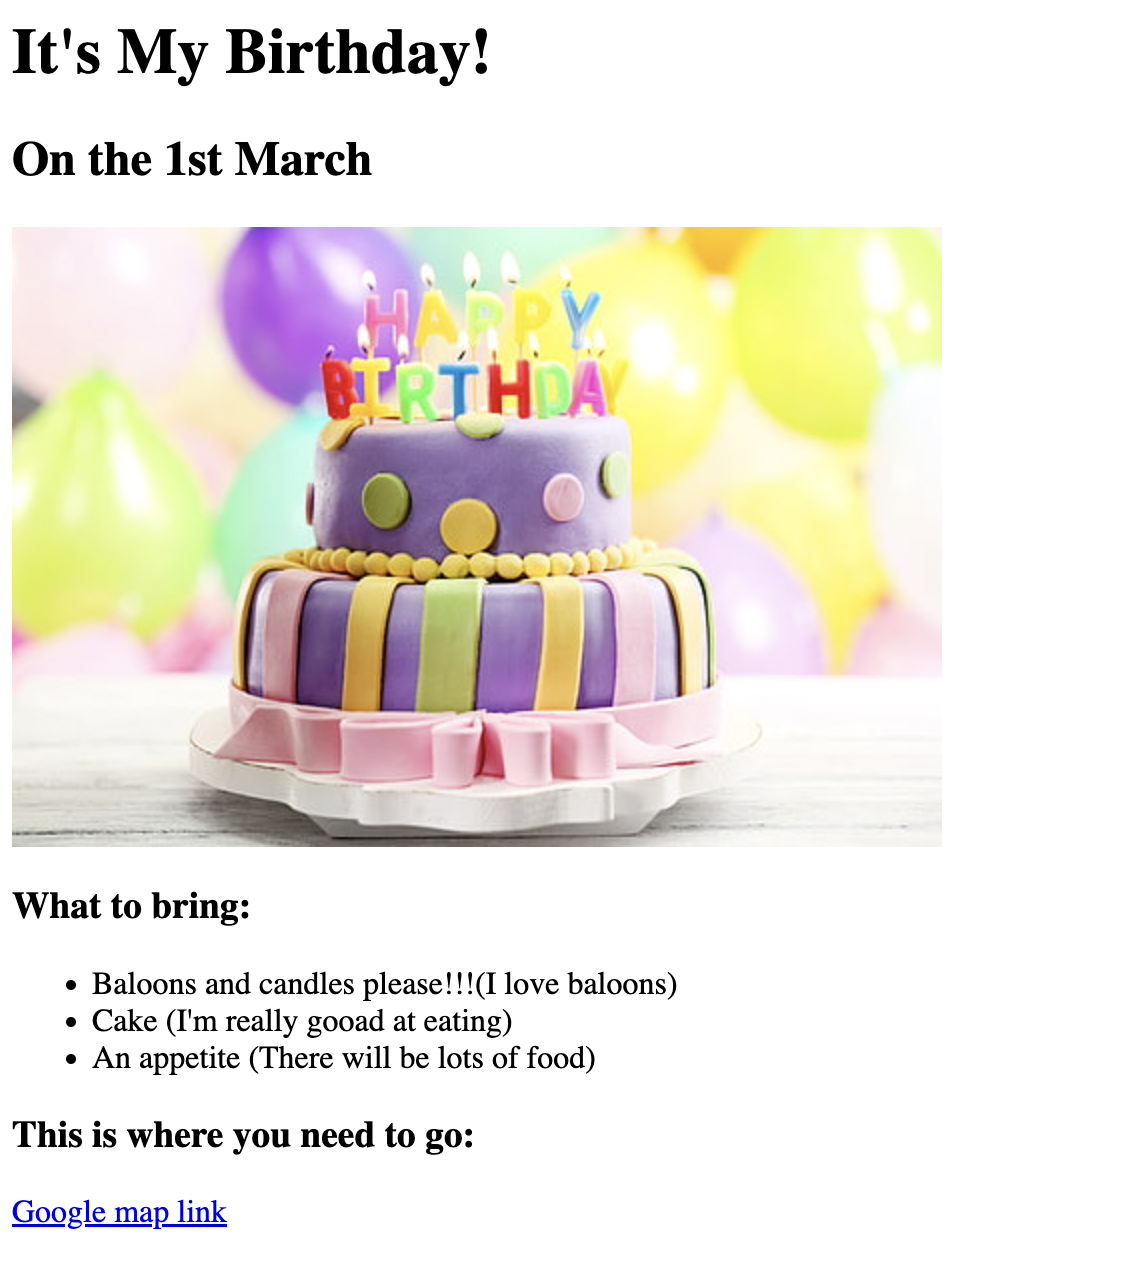 It's My Birthday!
On the 1st March
HAPPY
BIRTHDAY
What to bring:
Baloons and candles please!!!(I love baloons)
Cake (I'm really gooad at eating)
An appetite (There will be lots of food)
This is where you need to go:
Google map link